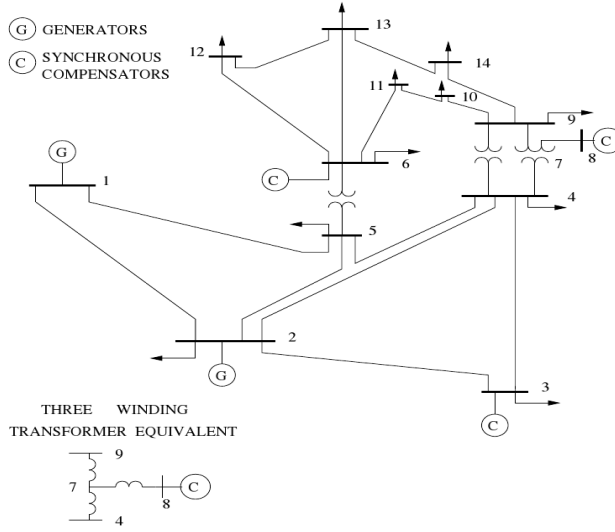 G GENERATORS
C SYNCHRONOUS
COMPENSATORS
13
12
14
11
10
9
G
C
6
7
8
C
1
4
5
2
G
3
C
THREE WINDING
TRANSFORMER EQUIVALENT
9
7
8
C
4